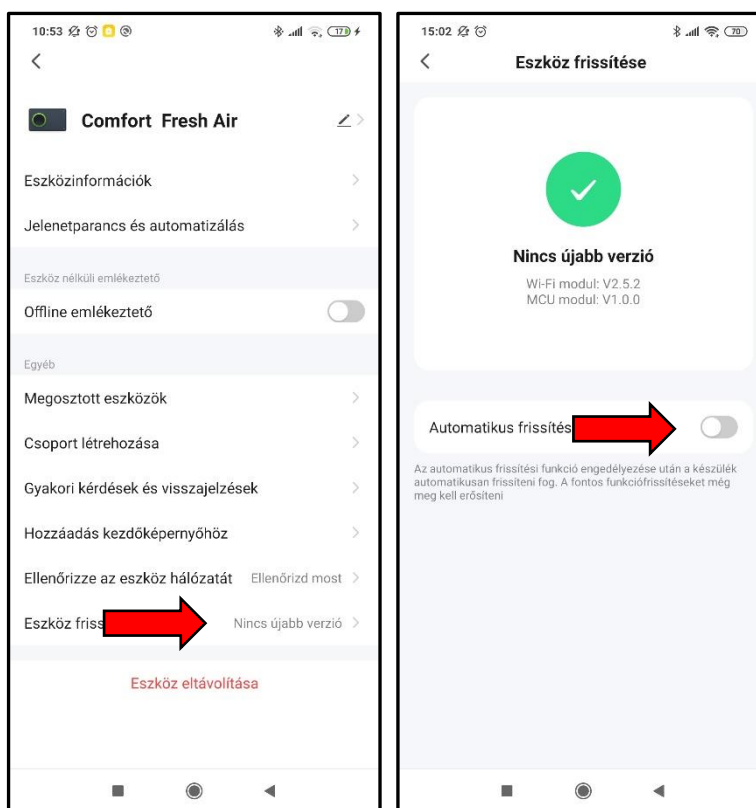 10:53
17
Comfort Fresh Air
Eszközinformációk
Jelenetparancs és automatizálás
Eszköz nélküli emlékeztető
Offline emlékeztető
Egyéb
Megosztott eszközök
Csoport létrehozása
Gyakori kérdések és visszajelzések
Hozzáadás kezdőképernyőhöz
Ellenőrizze az eszköz hálózatát Ellenőrizd most
Eszköz friss Nincs újabb verzió
Eszköz eltávolítása
15:02
70
Eszköz frissítése
Nincs újabb verzió
Wi-Fi modul: V2.5.2
MCU modul: V1.0.0
Automatikus frissítés
Az automatikus frissítési funkció engedélyezése után a készülék
automatikusan frissíteni fog. A fontos funkciófrissítéseket még
meg kell erősíteni